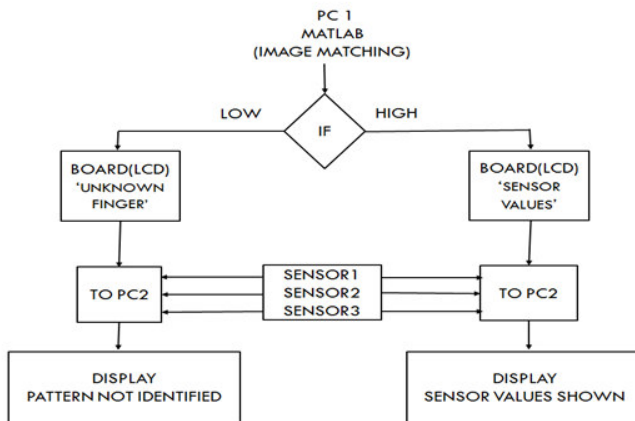 PC 1
MATLAB
(IMAGE MATCHING)
LOW
HIGH
IF
BOARD(LCD)
'UNKNOWN
FINGER'
BOARD(LCD)
'SENSOR
VALUES'
TO PC2
SENSOR1
SENSOR2
SENSOR3
TO PC2
DISPLAY
PATTERN NOT IDENTIFIED
DISPLAY
SENSOR VALUES SHOWN